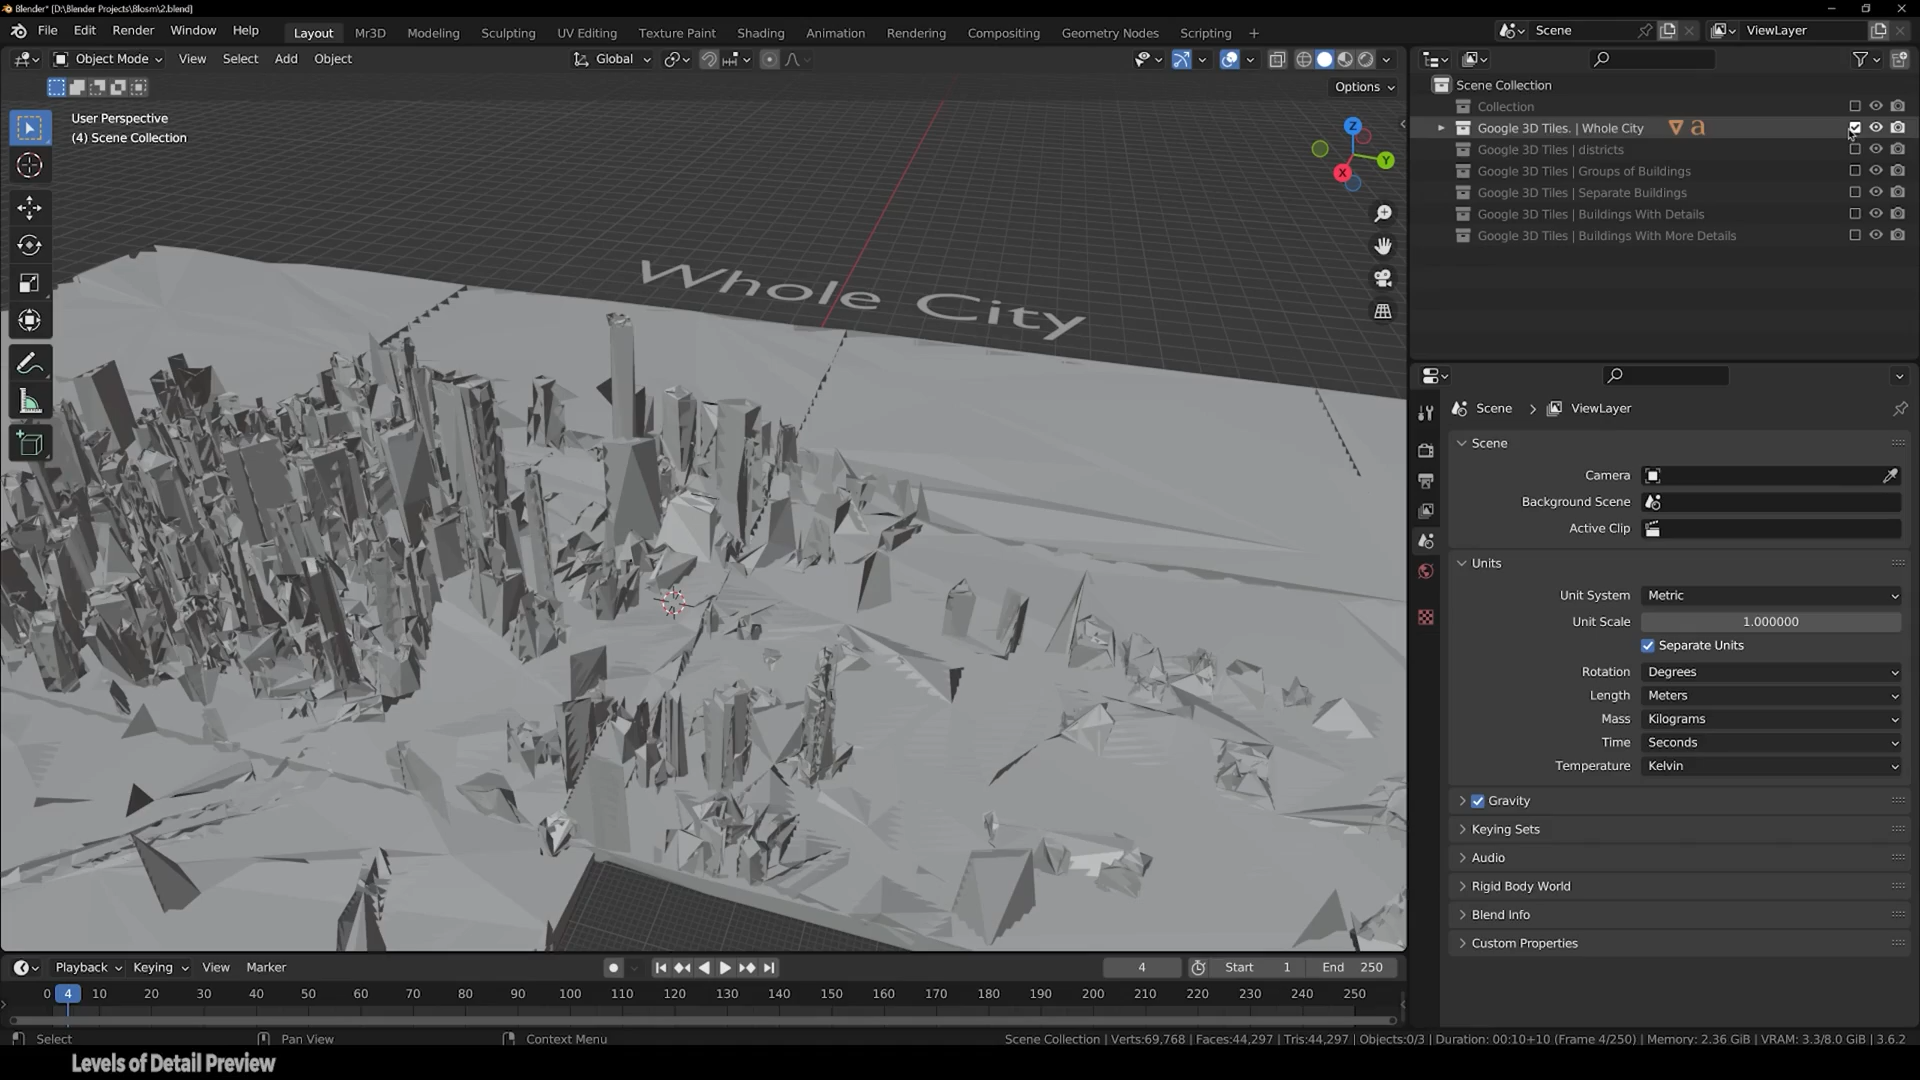 Blender* [D:\Blender Projects\Blosm\2.blend]
File Edit Render Window Help
Layout Mr3D Modeling Sculpting UV Editing Texture Paint Shading Animation Rendering Compositing Geometry Nodes Scripting +
Scene
ViewLayer
Object Mode View Select Add Object
Global
Options
User Perspective
(4) Scene Collection
Z
Y
X
Whole City
Scene Collection
Collection
Google 3D Tiles. | Whole City a
Google 3D Tiles | districts
Google 3D Tiles | Groups of Buildings
Google 3D Tiles | Separate Buildings
Google 3D Tiles | Buildings With Details
Google 3D Tiles | Buildings With More Details
Scene > ViewLayer
Scene
Camera
Background Scene
Active Clip
Units
Unit System Metric
Unit Scale 1.000000
Separate Units
Rotation Degrees
Length Meters
Mass Kilograms
Time Seconds
Temperature Kelvin
Gravity
Keying Sets
Audio
Rigid Body World
Blend Info
Custom Properties
Playback Keying View Marker
4
Start 1 End 250
0 4 10 20 30 40 50 60 70 80 90 100 110 120 130 140 150 160 170 180 190 200 210 220 230 240 250
Select Pan View Context Menu
Scene Collection | Verts:69,768 | Faces:44,297 | Tris:44,297 | Objects:0/3 | Duration: 00:10+10 (Frame 4/250) | Memory: 2.36 GiB | VRAM: 3.3/8.0 GiB | 3.6.2
Levels of Detail Preview